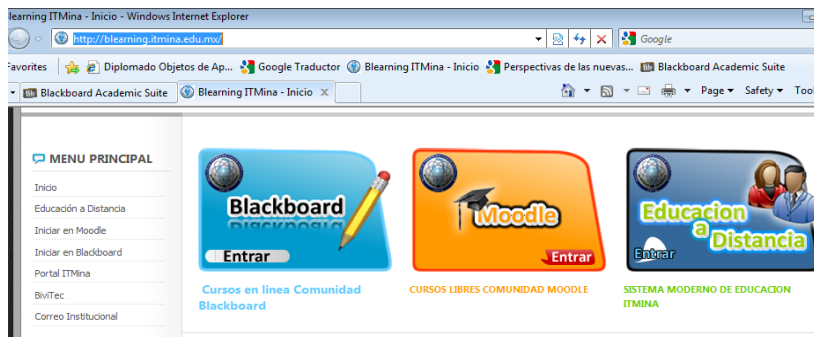 learning ITMina - Inicio - Windows Internet Explorer
http://blearning.itmina.edu.mx/
Google
Favorites Diplomado Objetos de Ap... Google Traductor Blearning ITMina - Inicio Perspectivas de las nuevas... Blackboard Academic Suite
Blackboard Academic Suite Blearning ITMina - Inicio x Page Safety Too
MENU PRINCIPAL
Inicio
Educación a Distancia
Iniciar en Moodle
Iniciar en Blackboard
Portal ITMina
BiviTec
Correo Institucional
Blackboard
Entrar
Cursos en linea Comunidad
Blackboard
Moodle
Entrar
CURSOS LIBRES COMUNIDAD MOODLE
Educacion
a
Distancia
Entrar
SISTEMA MODERNO DE EDUCACION
ITMINA